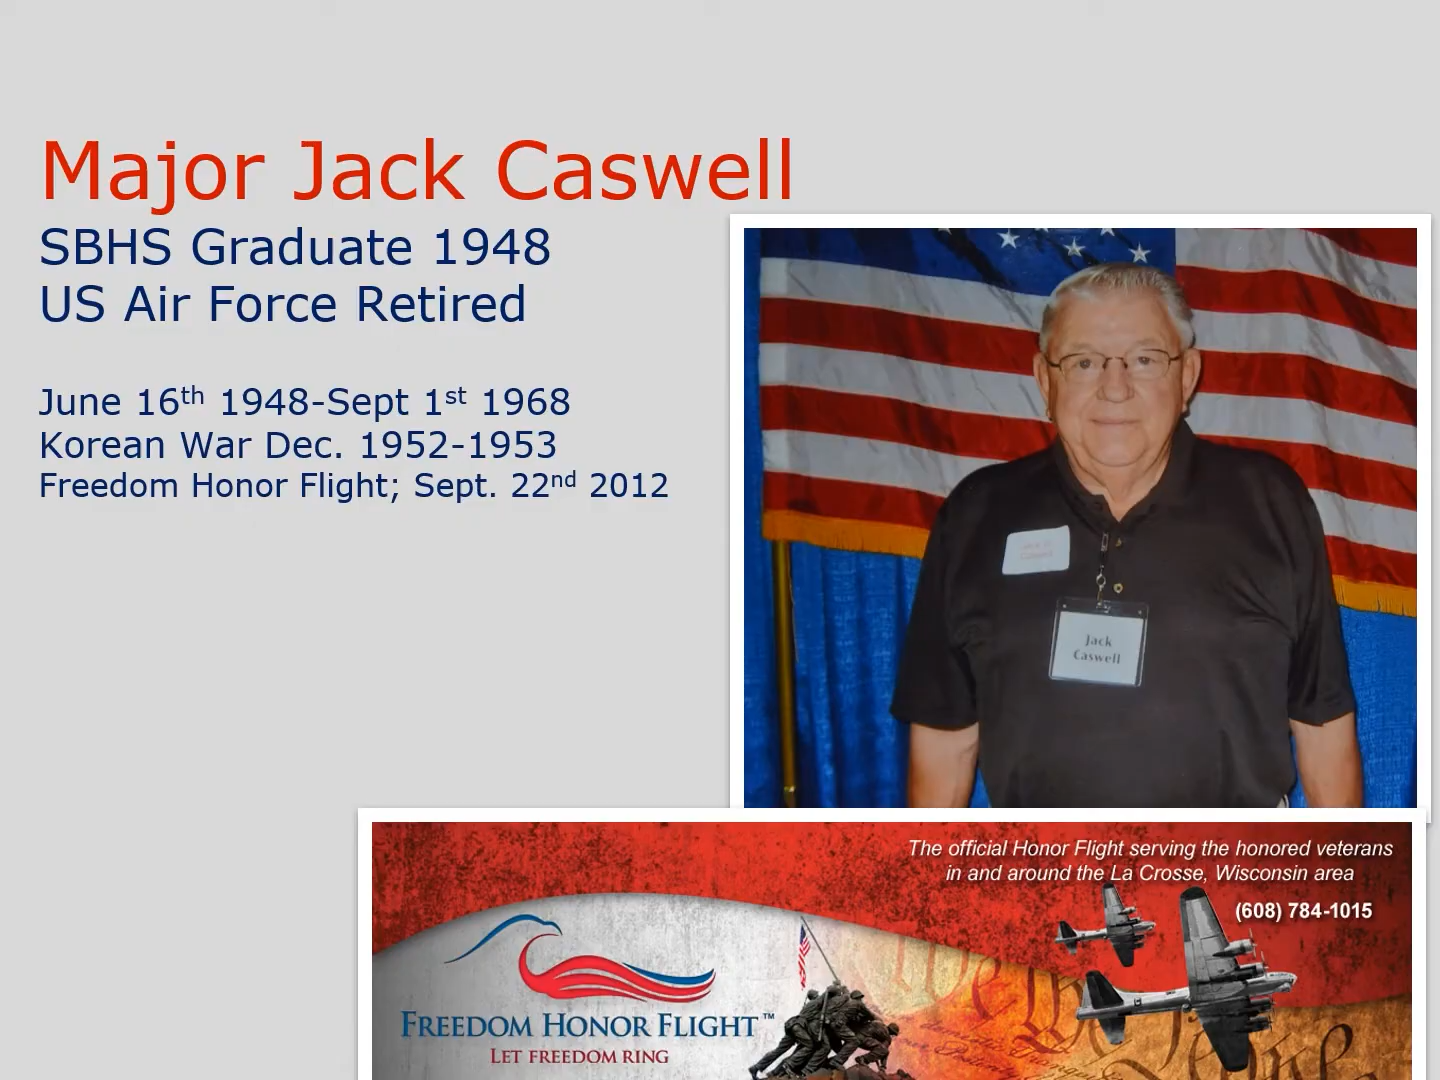 Major Jack Caswell
SBHS Graduate 1948
US Air Force Retired
June 16th 1948-Sept 1st 1968
Korean War Dec. 1952-1953
Freedom Honor Flight; Sept. 22nd 2012
Jack
Caswell
The official Honor Flight serving the honored veterans
in and around the La Crosse, Wisconsin area
(608) 784-1015
FREEDOM HONOR FLIGHT™
LET FREEDOM RING
We The